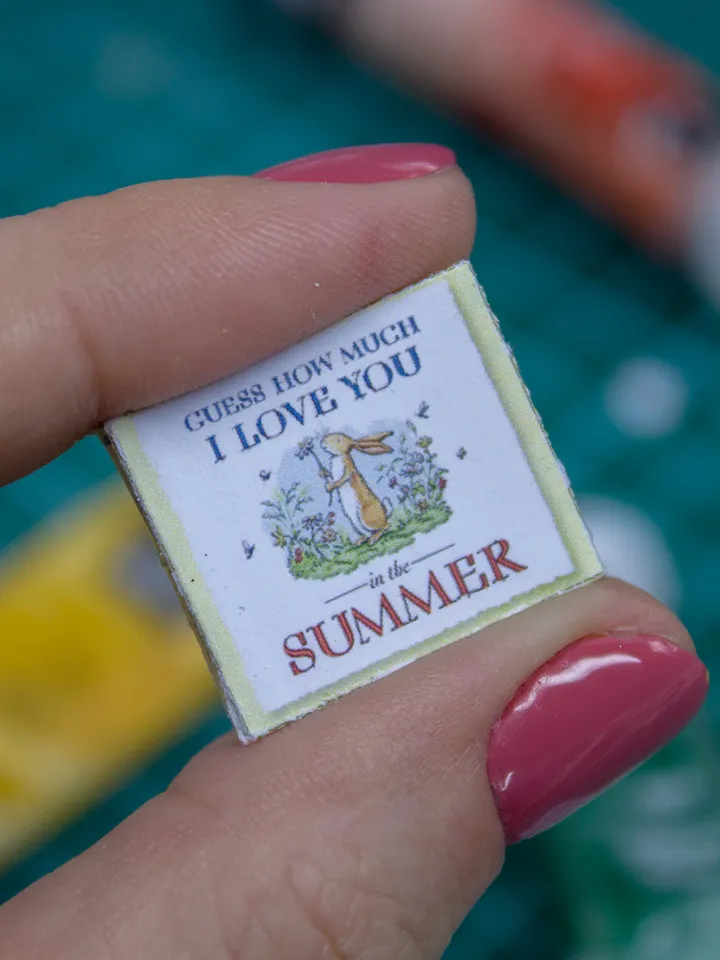 GUESS HOW MUCH
I LOVE YOU
in the
SUMMER